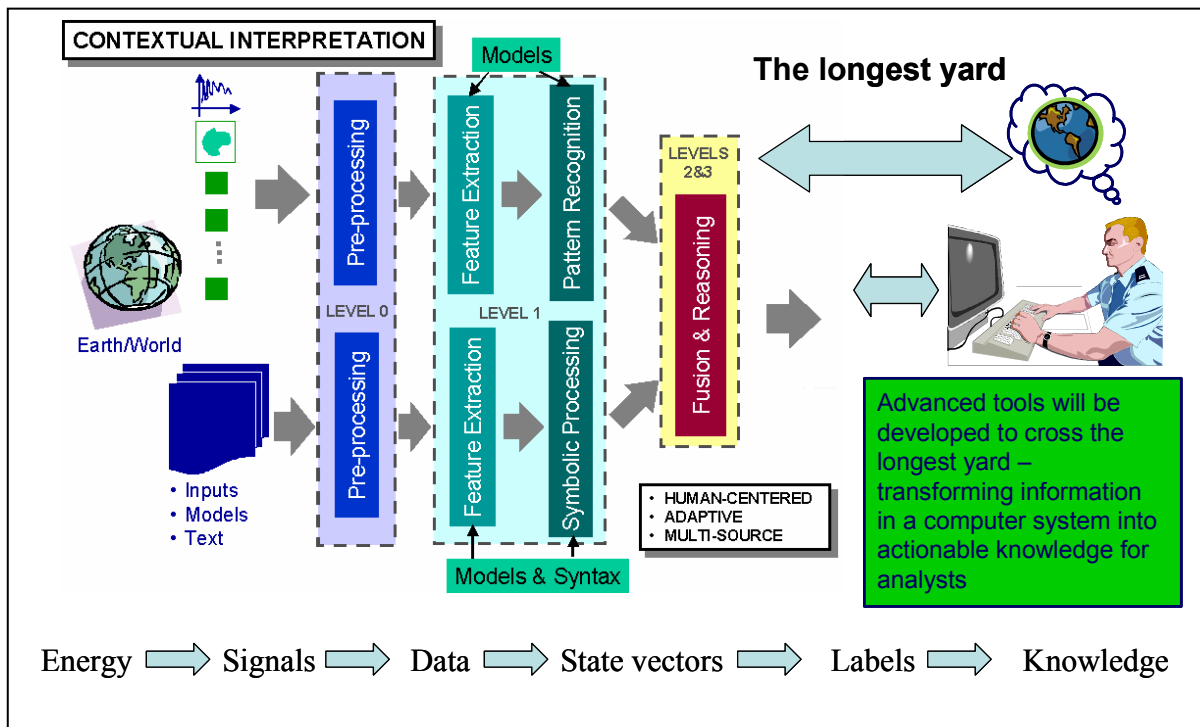 CONTEXTUAL INTERPRETATION
Models
The longest yard
Earth/World
• Inputs
• Models
• Text
Pre-processing
LEVEL 0
Pre-processing
Feature Extraction
Pattern Recognition
LEVEL 1
Feature Extraction
Symbolic Processing
Models & Syntax
LEVELS
2&3
Fusion & Reasoning
• HUMAN-CENTERED
• ADAPTIVE
• MULTI-SOURCE
Advanced tools will be
developed to cross the
longest yard –
transforming information
in a computer system into
actionable knowledge for
analysts
Energy Signals Data State vectors Labels Knowledge